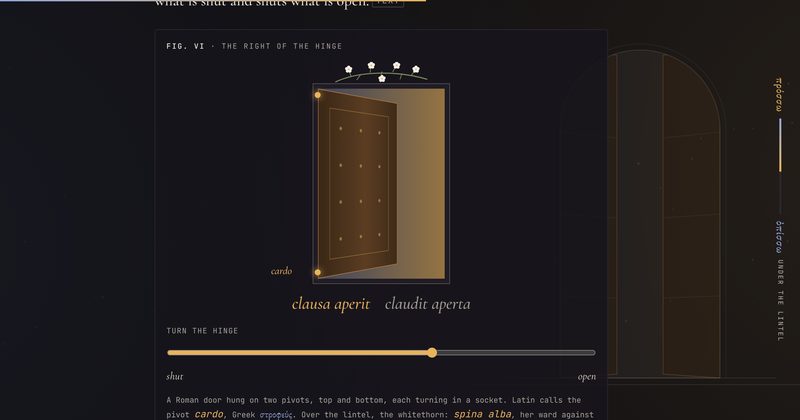 what is shut and shuts what is open.
FIG. VI · THE RIGHT OF THE HINGE
cardo
clausa aperit claudit aperta
TURN THE HINGE
shut
open
A Roman door hung on two pivots, top and bottom, each turning in a socket. Latin calls the
pivot cardo, Greek στροφεύς. Over the lintel, the whitethorn: spina alba, her ward against
πρόσσω
ὀπίσσω
UNDER THE LINTEL